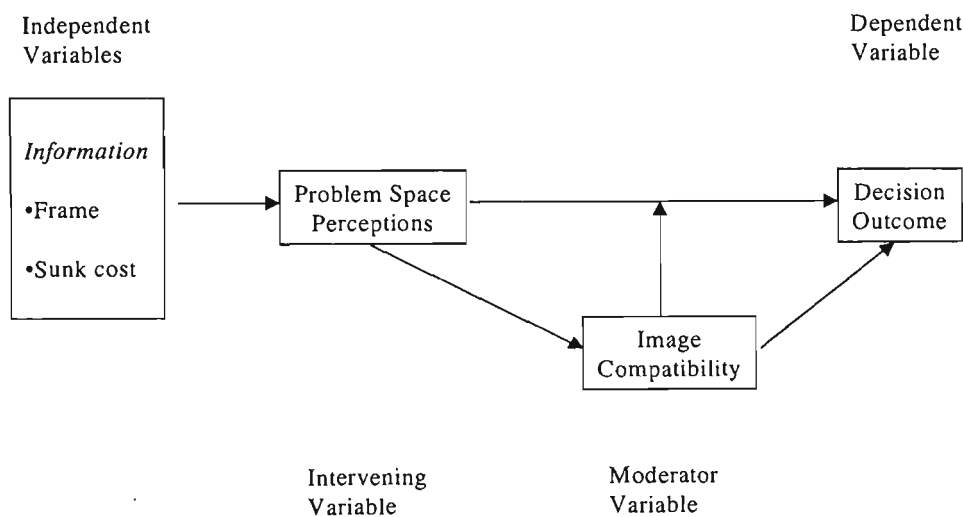 Independent
Variables
Dependent
Variable
Information
•Frame
•Sunk cost
Problem Space
Perceptions
Decision
Outcome
Image
Compatibility
Intervening
Variable
Moderator
Variable